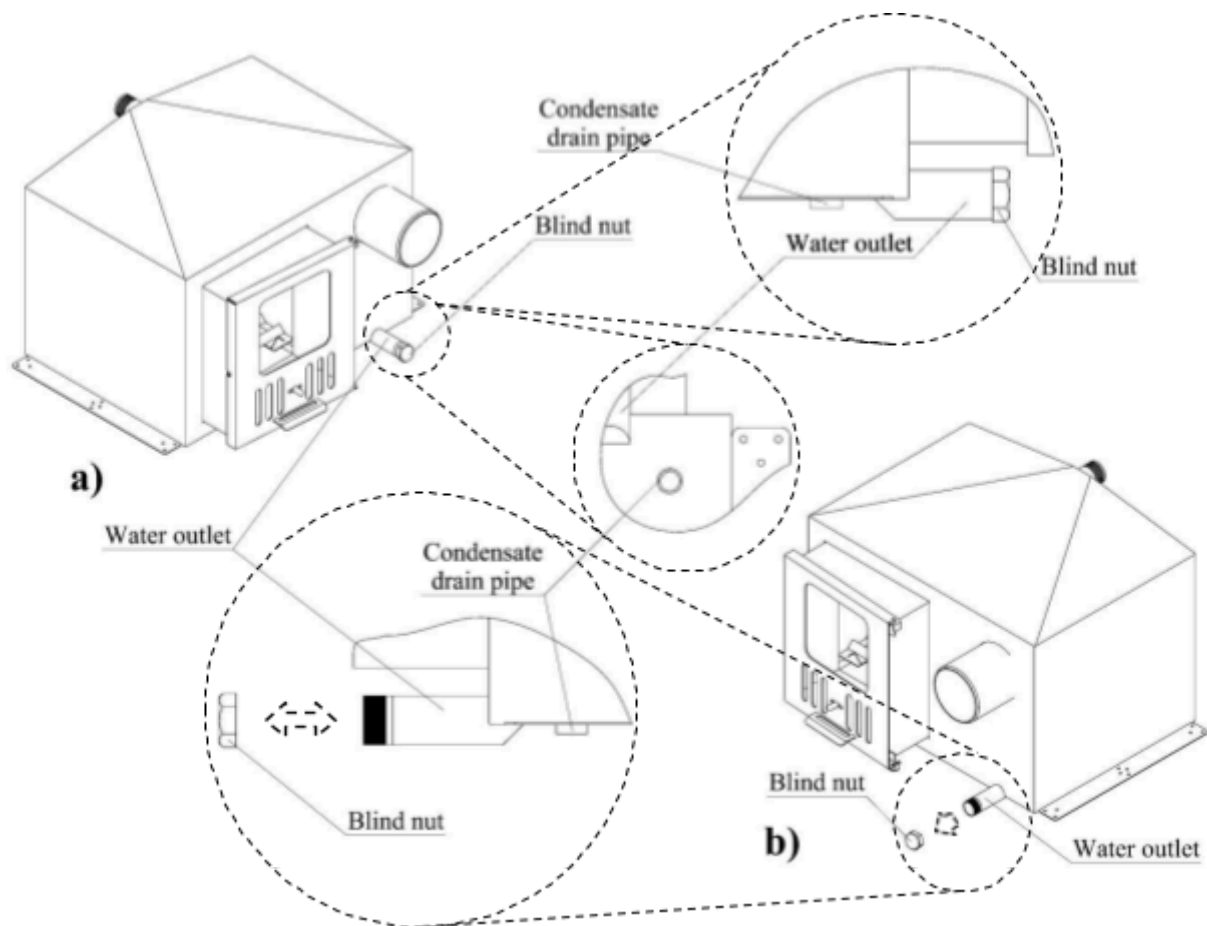 Condensate
drain pipe
Blind nut
Water outlet
Blind nut
a)
Water outlet
Condensate
drain pipe
Blind nut
Blind nut
b)
Water outlet